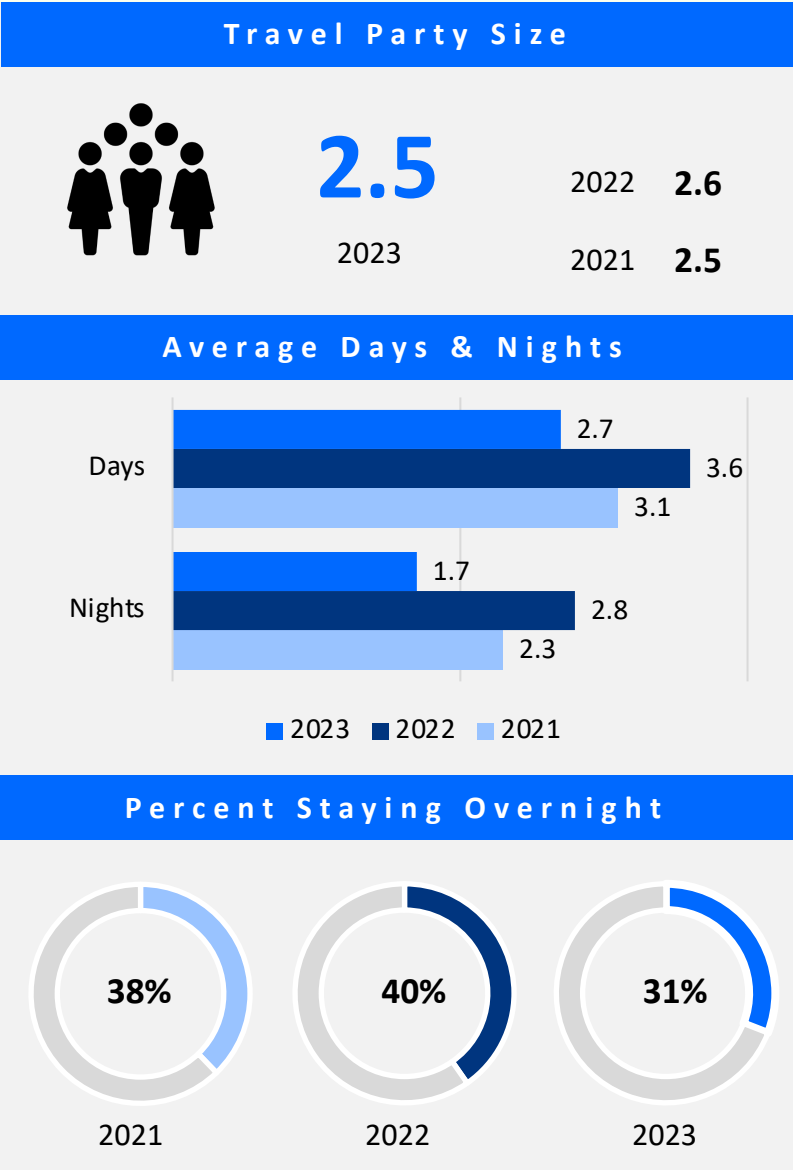 Travel Party Size
2.5
2023
2022 2.6
2021 2.5
Average Days & Nights
Days
2.7
3.6
3.1
Nights
1.7
2.8
2.3
2023 2022 2021
Percent Staying Overnight
38% 40% 31%
2021 2022 2023